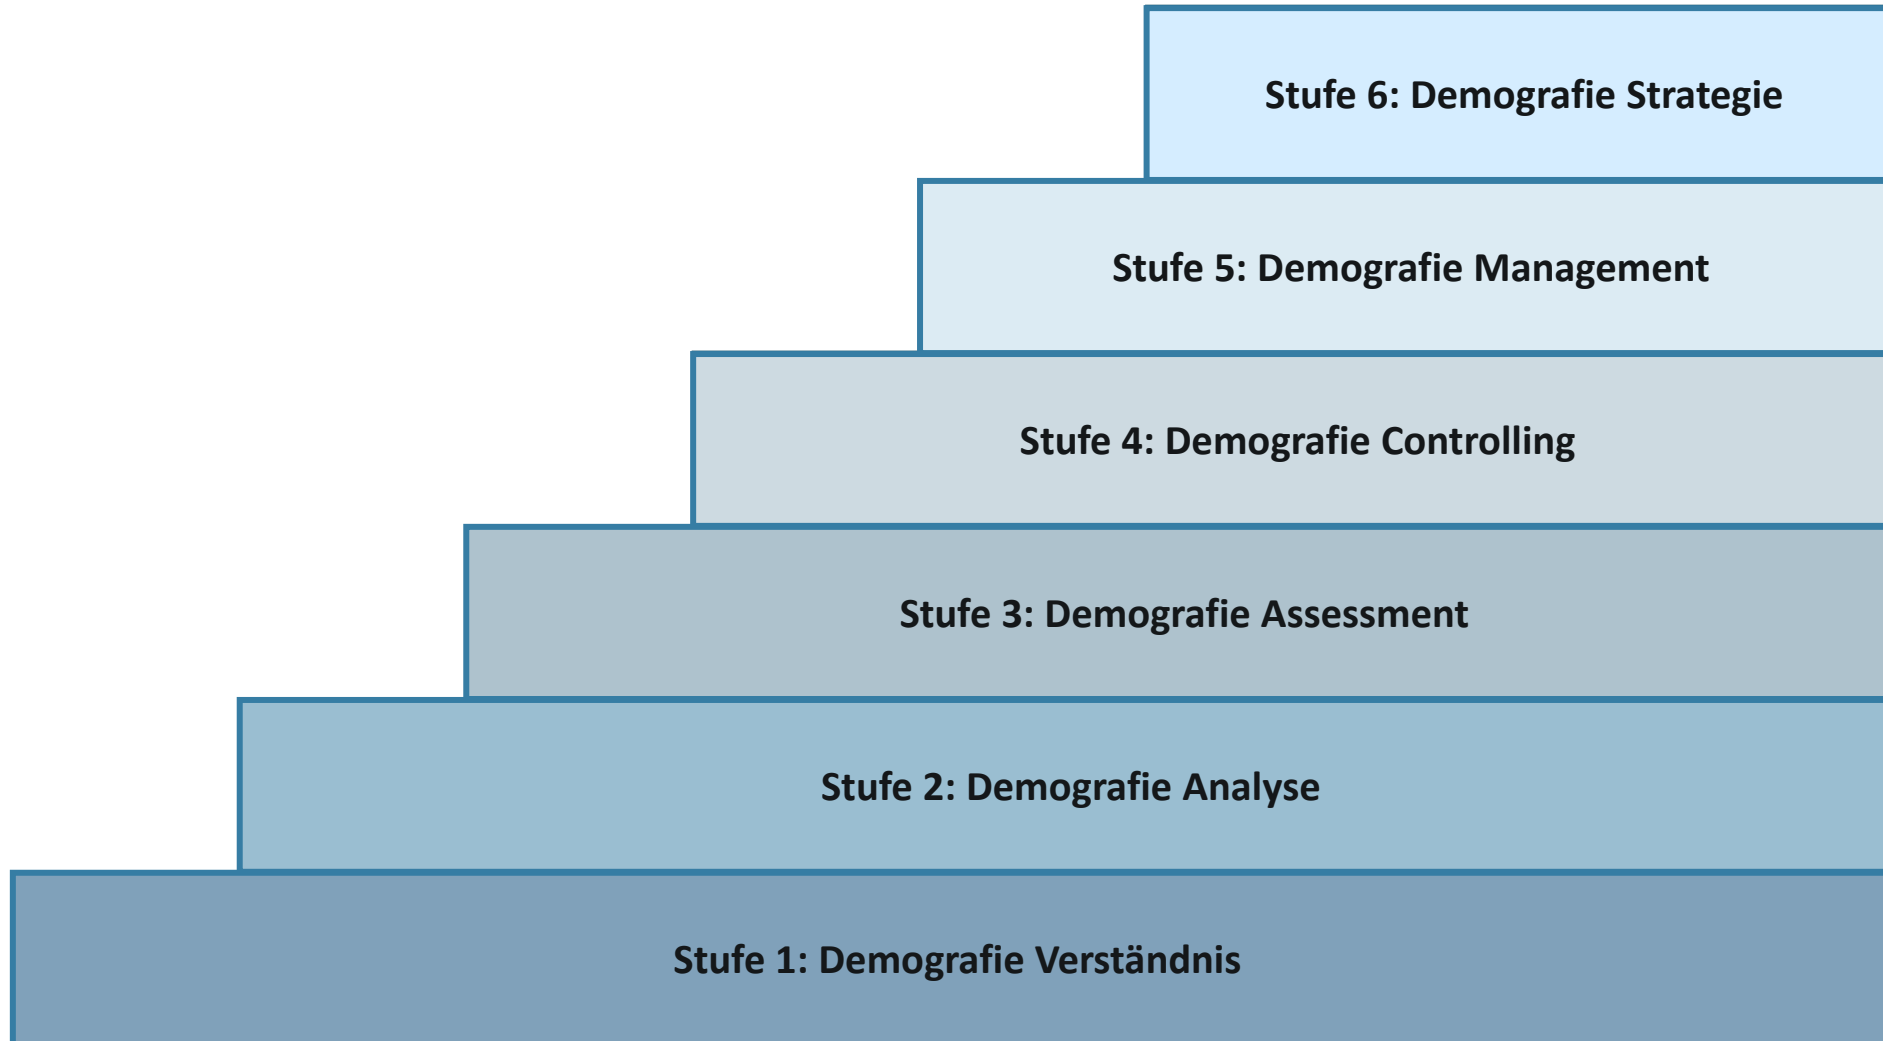 Stufe 6: Demografie Strategie
Stufe 5: Demografie Management
Stufe 4: Demografie Controlling
Stufe 3: Demografie Assessment
Stufe 2: Demografie Analyse
Stufe 1: Demografie Verständnis